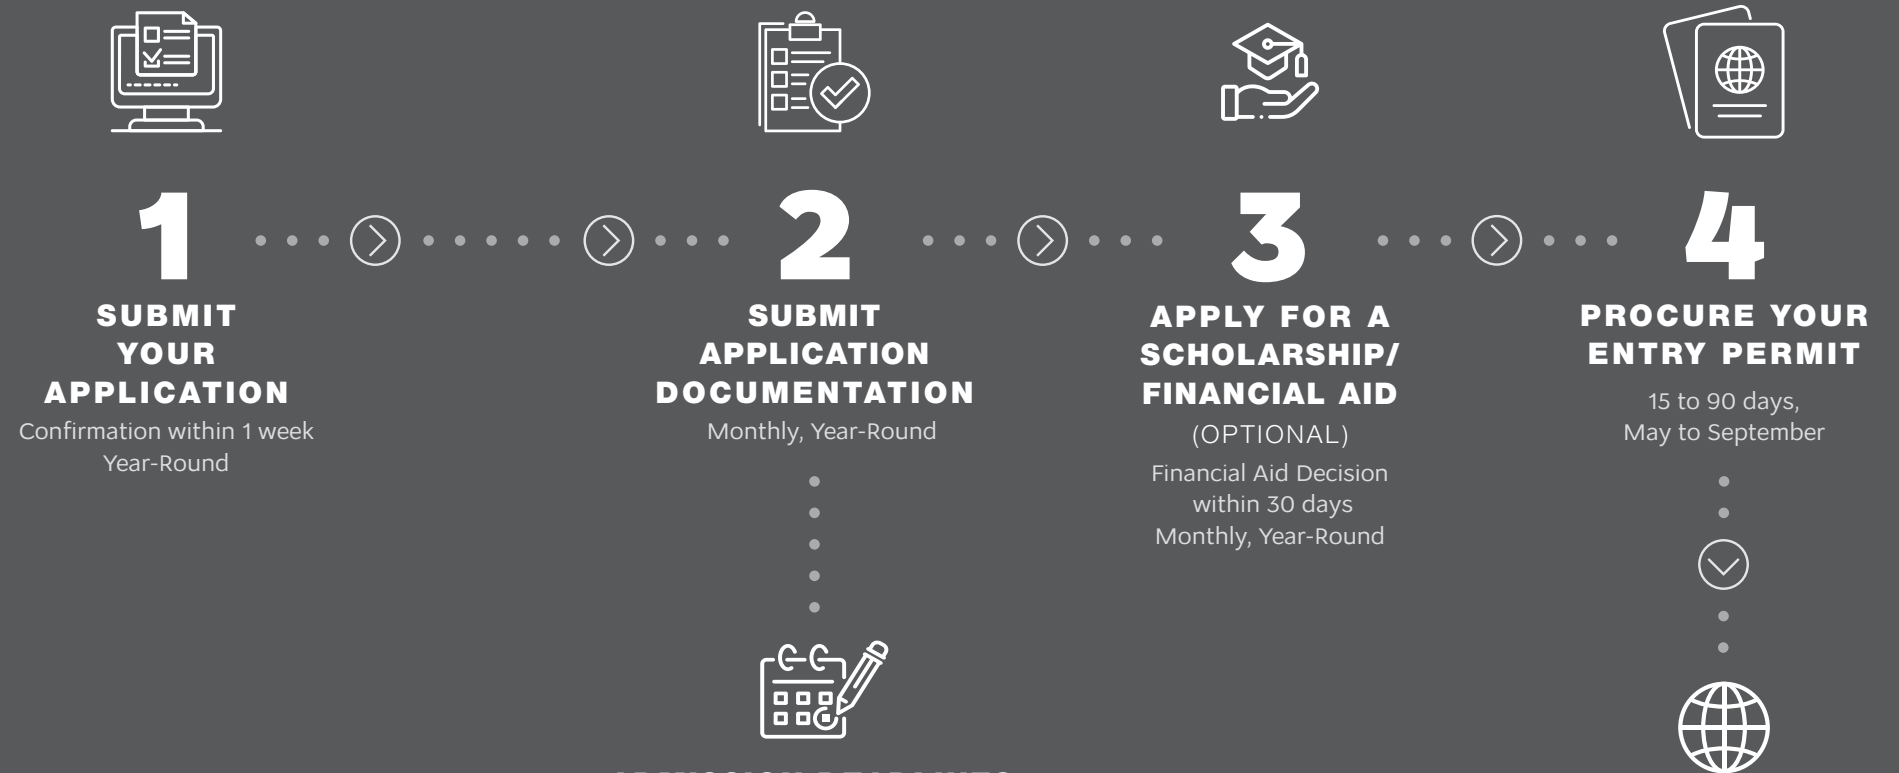 1
SUBMIT
YOUR
APPLICATION
Confirmation within 1 week
Year-Round
2
SUBMIT
APPLICATION
DOCUMENTATION
Monthly, Year-Round
3
APPLY FOR A
SCHOLARSHIP/
FINANCIAL AID
(OPTIONAL)
Financial Aid Decision
within 30 days
Monthly, Year-Round
4
PROCURE YOUR
ENTRY PERMIT
15 to 90 days,
May to September